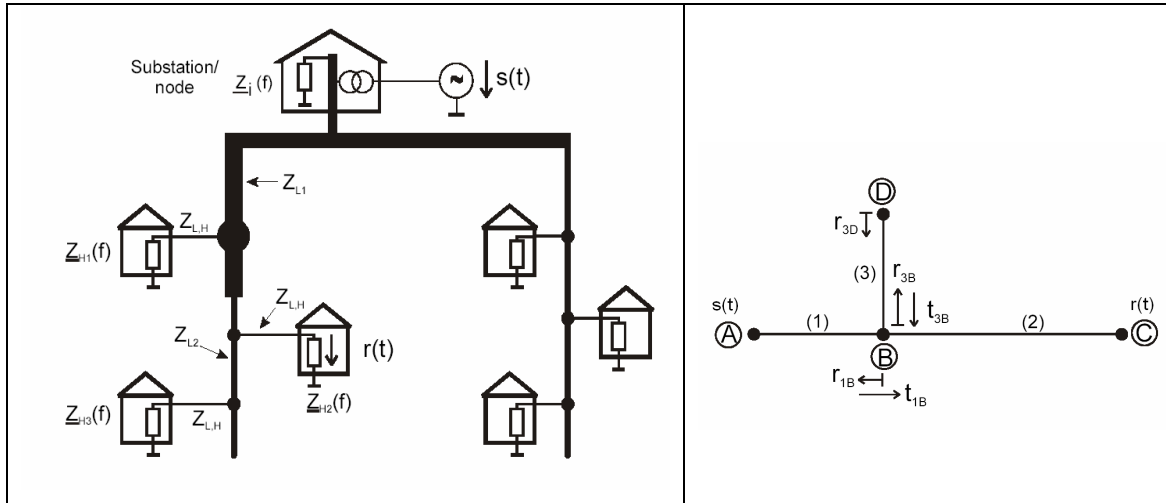 Substation/
node
Z_i(f)
~
s(t)
Z_L1
Z_L,H
Z_H1(f)
Z_L,H
r(t)
Z_L2
Z_H2(f)
Z_H3(f)
Z_L,H
D
r_3D
(3)
r_3B
t_3B
s(t)
r(t)
A
(1)
(2)
C
B
r_1B
t_1B